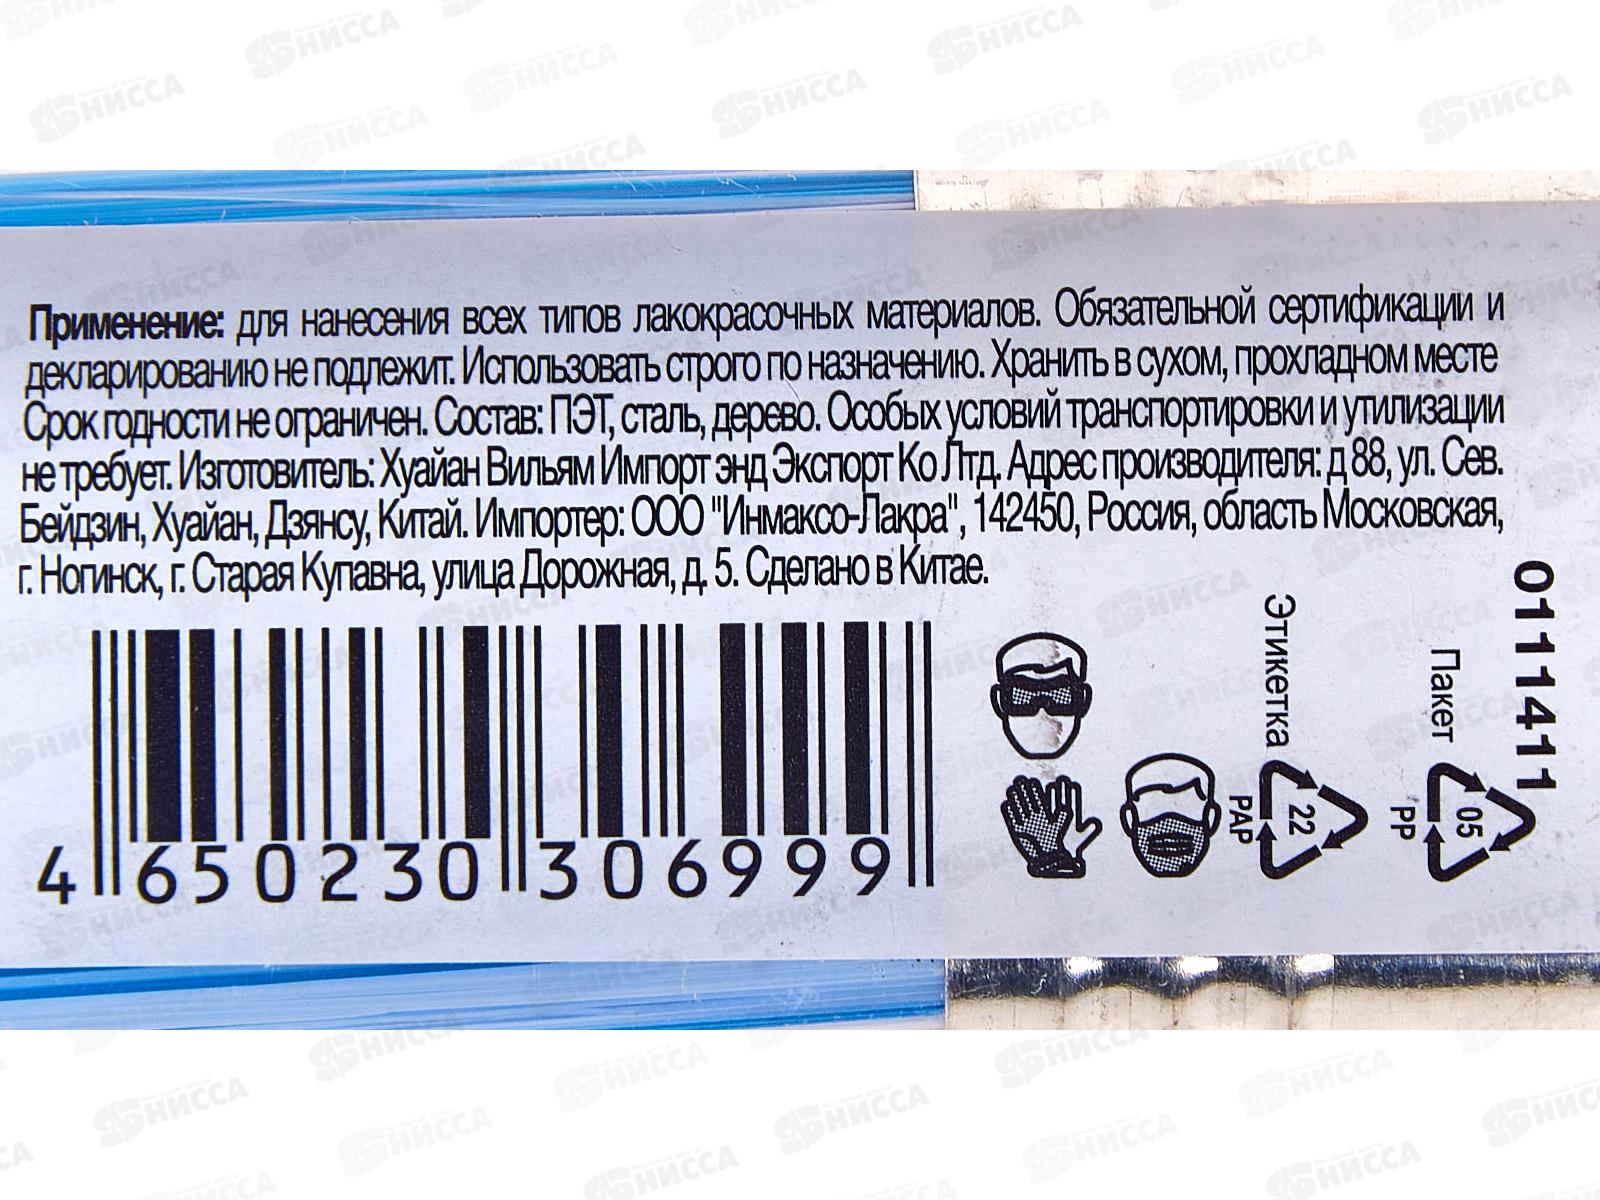 Применение: для нанесения всех типов лакокрасочных материалов. Обязательной сертификации и
декларированию не подлежит. Использовать строго по назначению. Хранить в сухом, прохладном месте
Срок годности не ограничен. Состав: ПЭТ, сталь, дерево. Особых условий транспортировки и утилизации
не требует. Изготовитель: Хуайан Вильям Импорт энд Экспорт Ко Лтд. Адрес производителя: д 88, ул. Сев.
Бейдзин, Хуайан, Дзянсу, Китай. Импортер: ООО "Инмаксо-Лакра", 142450, Россия, область Московская,
г. Ногинск, г. Старая Купавна, улица Дорожная, д. 5. Сделано в Китае.
4 650230 306999
Этикетка
22
PAP
Пакет
05
PP
0111411
НИССА